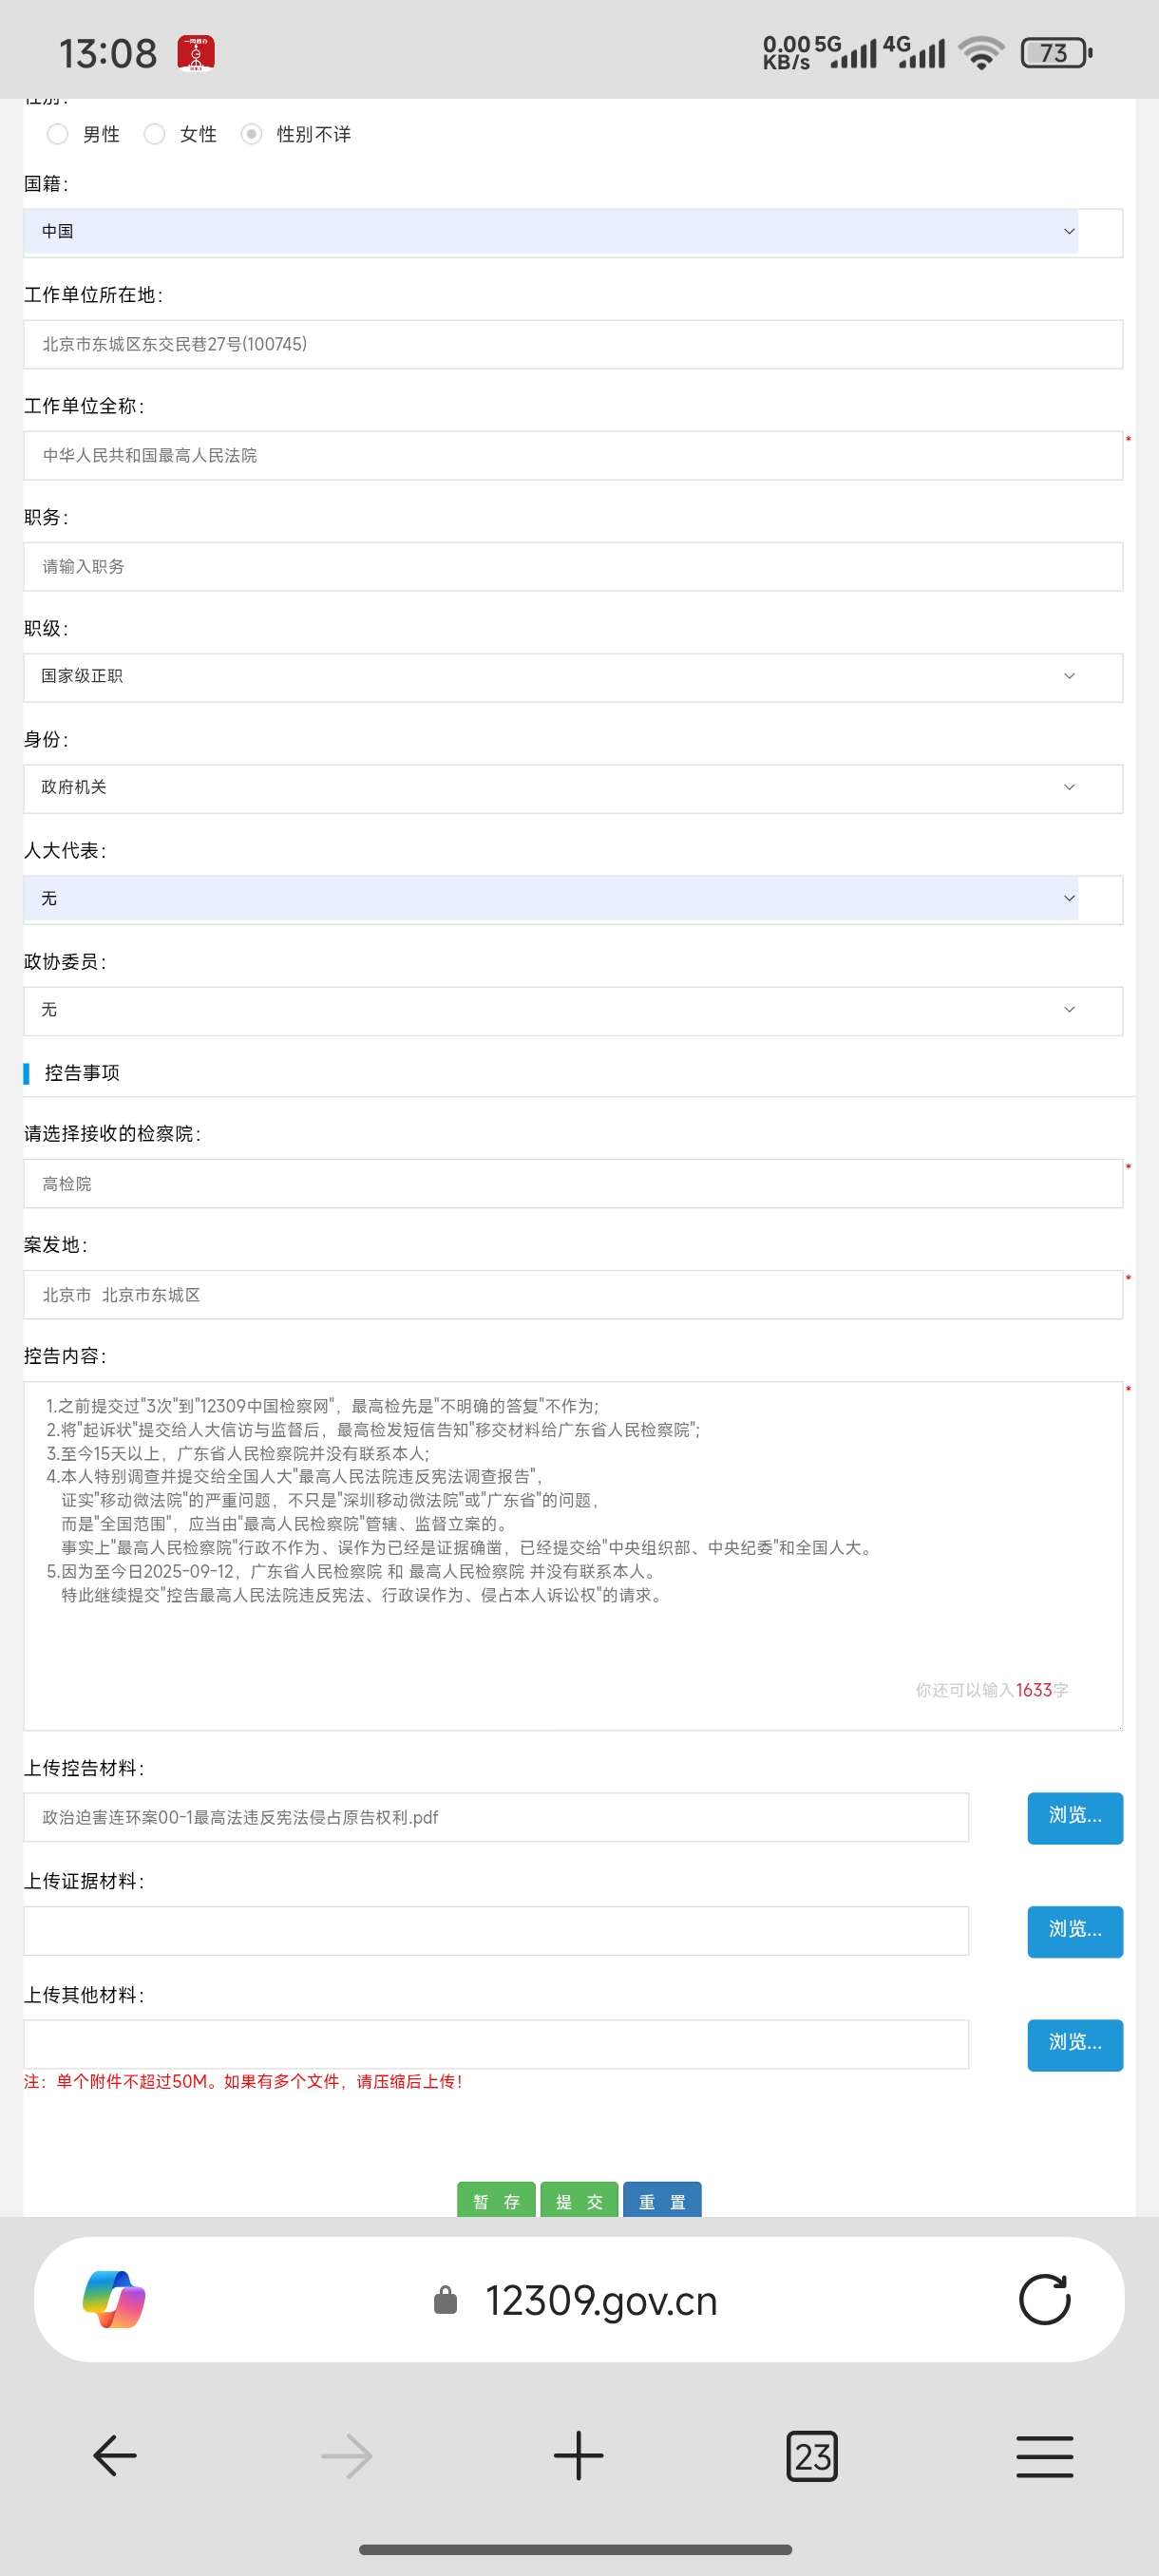 13:08
0.00 KB/s 5G 4G 73
性别：
男性 女性 性别不详
国籍：
中国
工作单位所在地：
北京市东城区东交民巷27号(100745)
工作单位全称：
中华人民共和国最高人民法院 *
职务：
请输入职务
职级：
国家级正职
身份：
政府机关
人大代表：
无
政协委员：
无
控告事项
请选择接收的检察院：
高检院 *
案发地：
北京市 北京市东城区 *
控告内容：
1.之前提交过"3次"到"12309中国检察网"，最高检先是"不明确的答复"不作为; *
2.将"起诉状"提交给人大信访与监督后，最高检发短信告知"移交材料给广东省人民检察院";
3.至今15天以上，广东省人民检察院并没有联系本人;
4.本人特别调查并提交给全国人大"最高人民法院违反宪法调查报告"，
证实"移动微法院"的严重问题，不只是"深圳移动微法院"或"广东省"的问题，
而是"全国范围"，应当由"最高人民检察院"管辖、监督立案的。
事实上"最高人民检察院"行政不作为、误作为已经是证据确凿，已经提交给"中央组织部、中央纪委"和全国人大。
5.因为至今日2025-09-12，广东省人民检察院 和 最高人民检察院 并没有联系本人。
特此继续提交"控告最高人民法院违反宪法、行政误作为、侵占本人诉讼权"的请求。
你还可以输入1633字
上传控告材料：
政治迫害连环案00-1最高法违反宪法侵占原告权利.pdf 浏览...
上传证据材料：
浏览...
上传其他材料：
浏览...
注：单个附件不超过50M。如果有多个文件，请压缩后上传！
暂 存 提 交 重 置
12309.gov.cn
23